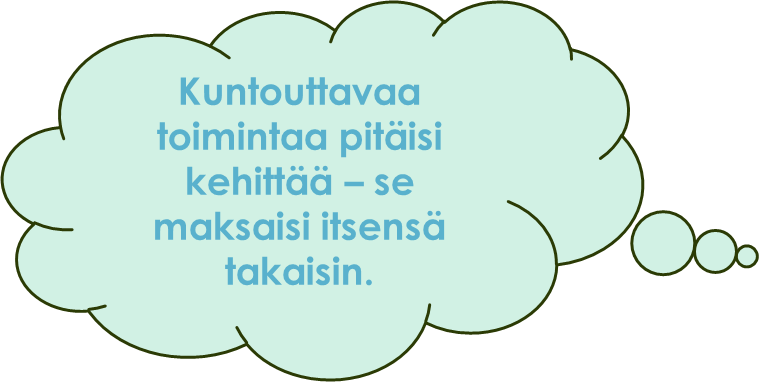 Kuntouttavaa
toimintaa pitäisi
kehittää – se
maksaisi itsensä
takaisin.